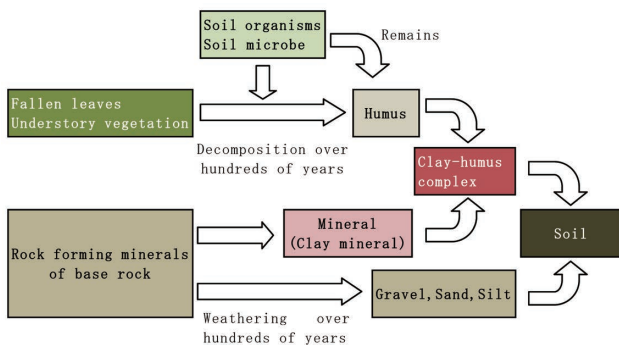 Soil organisms
Soil microbe
Remains
Fallen leaves
Understory vegetation
Humus
Decomposition over
hundreds of years
Clay-humus
complex
Mineral
(Clay mineral)
Soil
Rock forming minerals
of base rock
Gravel,Sand,Silt
Weathering over
hundreds of years